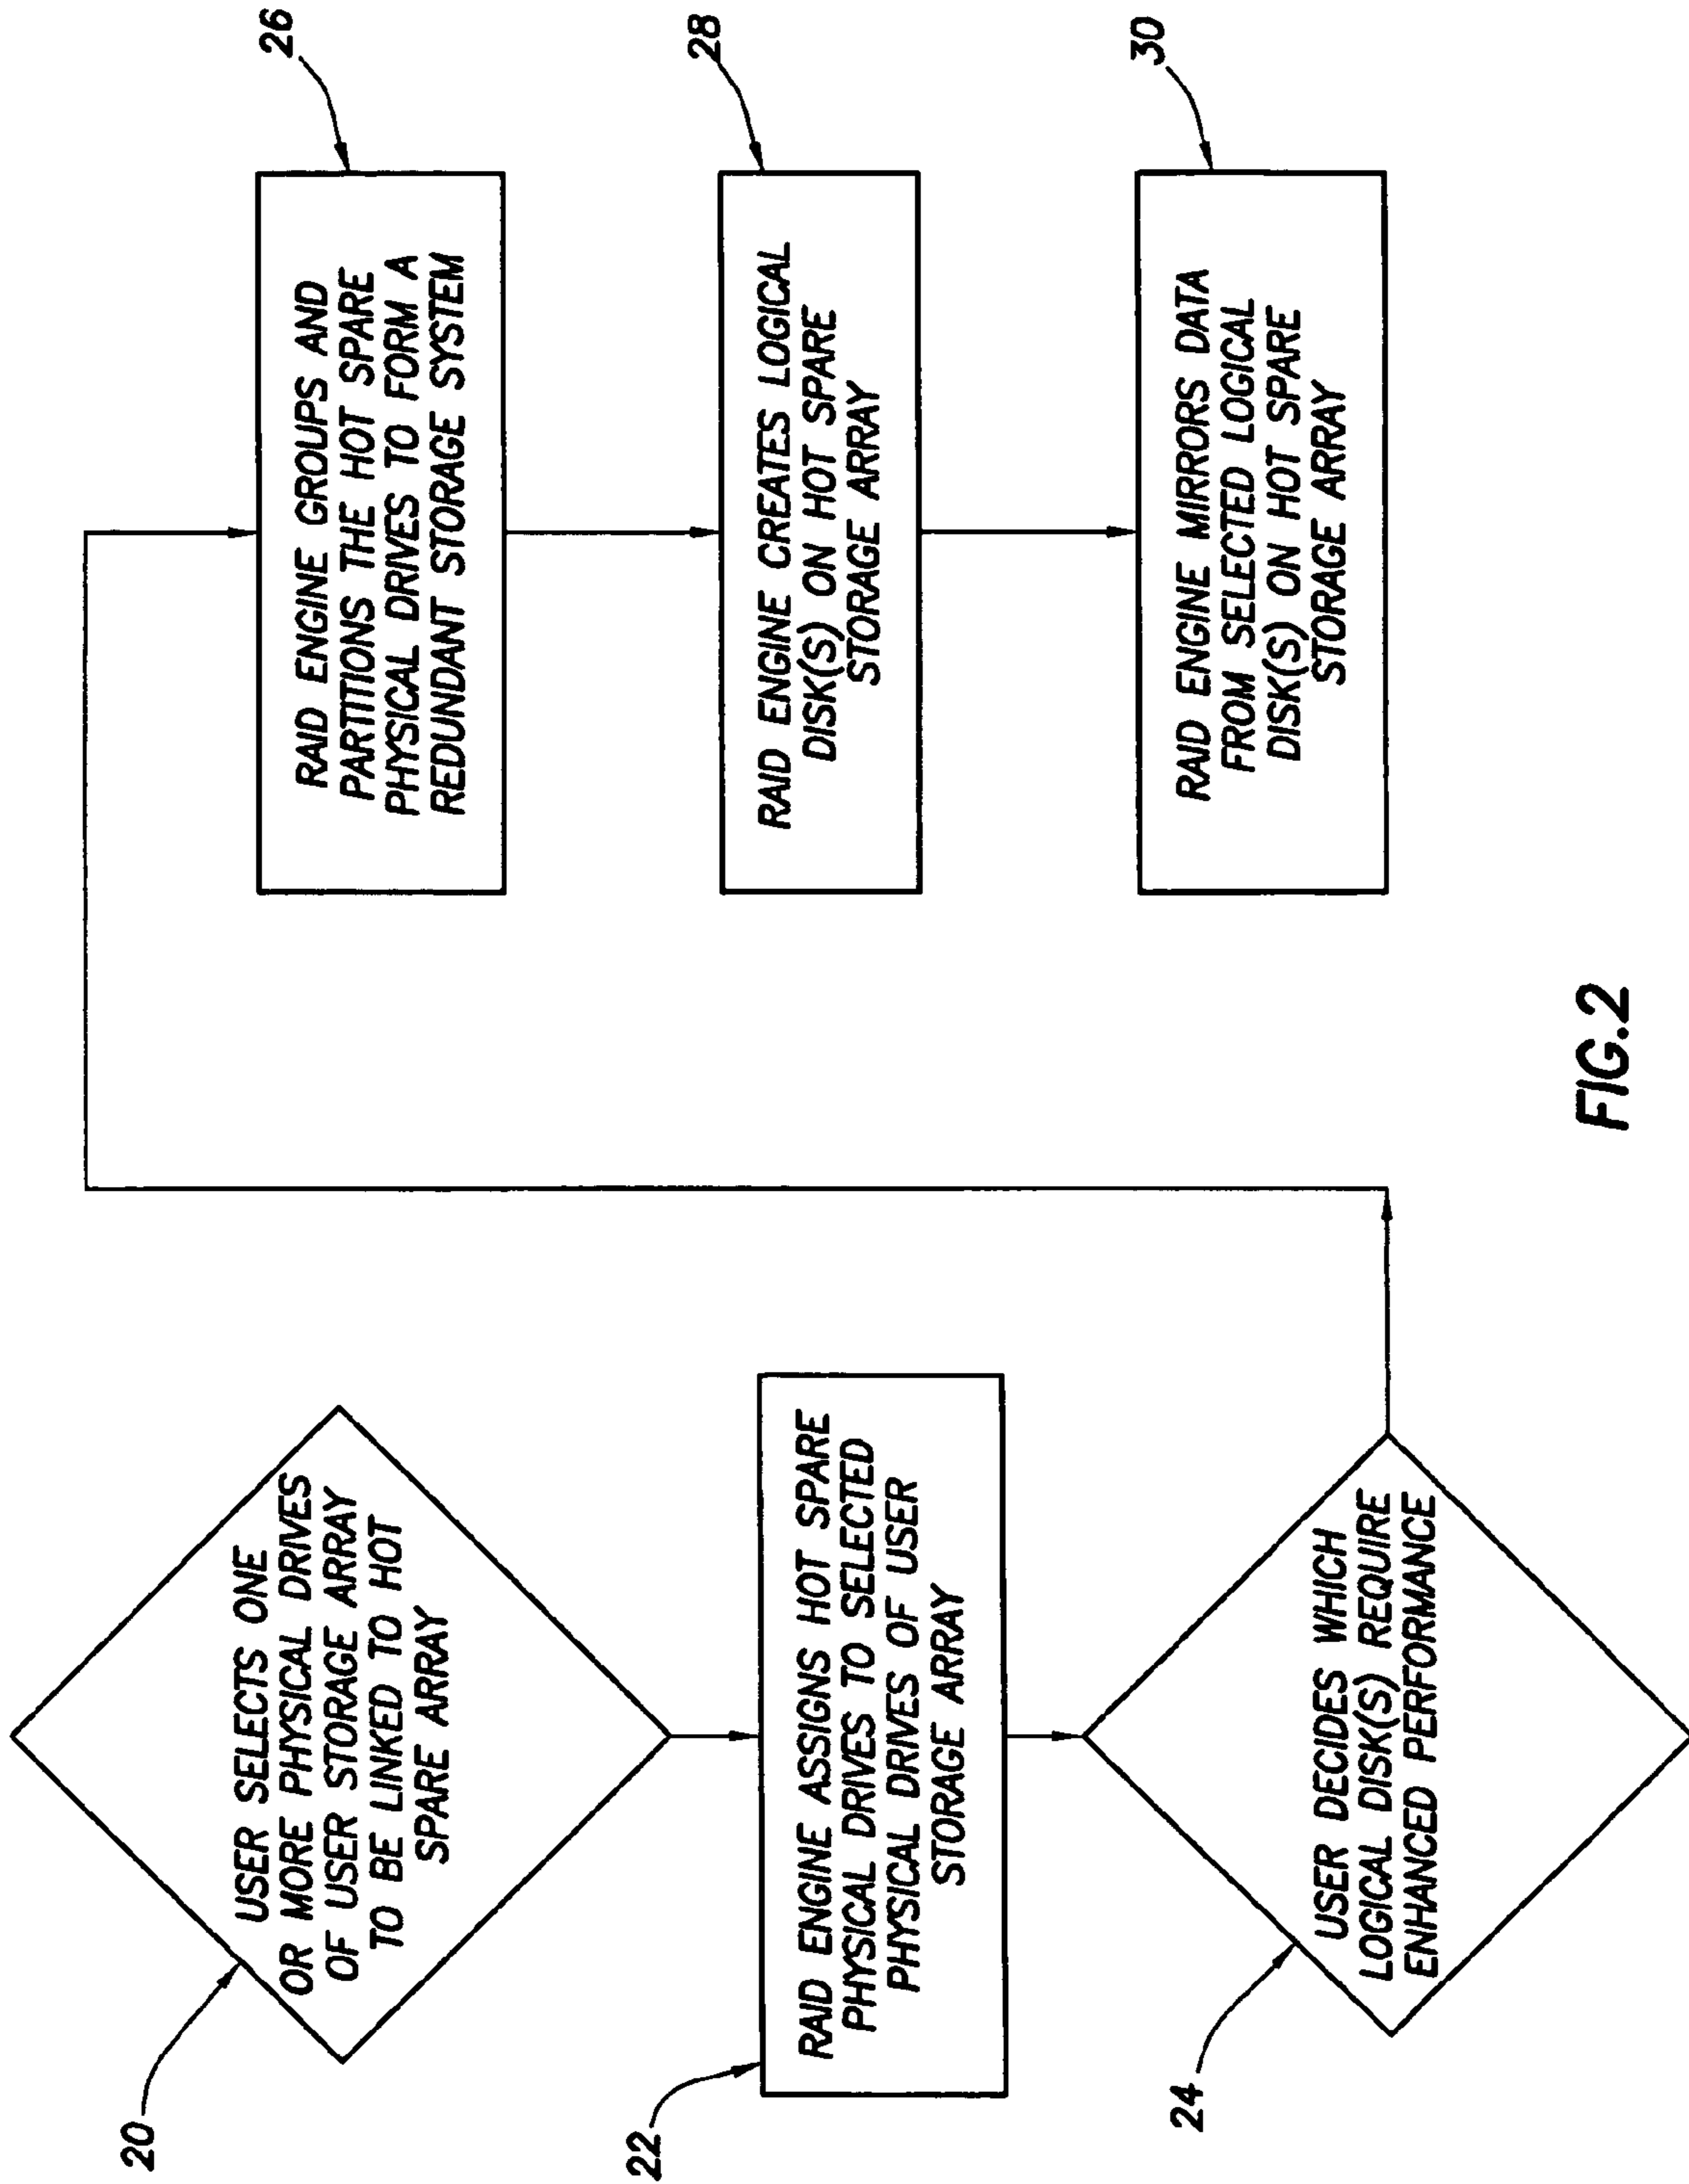 USER SELECTS ONE
OR MORE PHYSICAL DRIVES
OF USER STORAGE ARRAY
TO BE LINKED TO HOT
SPARE ARRAY
20
RAID ENGINE ASSIGNS HOT SPARE
PHYSICAL DRIVES TO SELECTED
PHYSICAL DRIVES OF USER
STORAGE ARRAY
22
USER DECIDES WHICH
LOGICAL DISK(S) REQUIRE
ENHANCED PERFORMANCE
24
RAID ENGINE GROUPS AND
PARTITIONS THE HOT SPARE
PHYSICAL DRIVES TO FORM A
REDUNDANT STORAGE SYSTEM
26
RAID ENGINE CREATES LOGICAL
DISK(S) ON HOT SPARE
STORAGE ARRAY
28
RAID ENGINE MIRRORS DATA
FROM SELECTED LOGICAL
DISK(S) ON HOT SPARE
STORAGE ARRAY
30
FIG.2